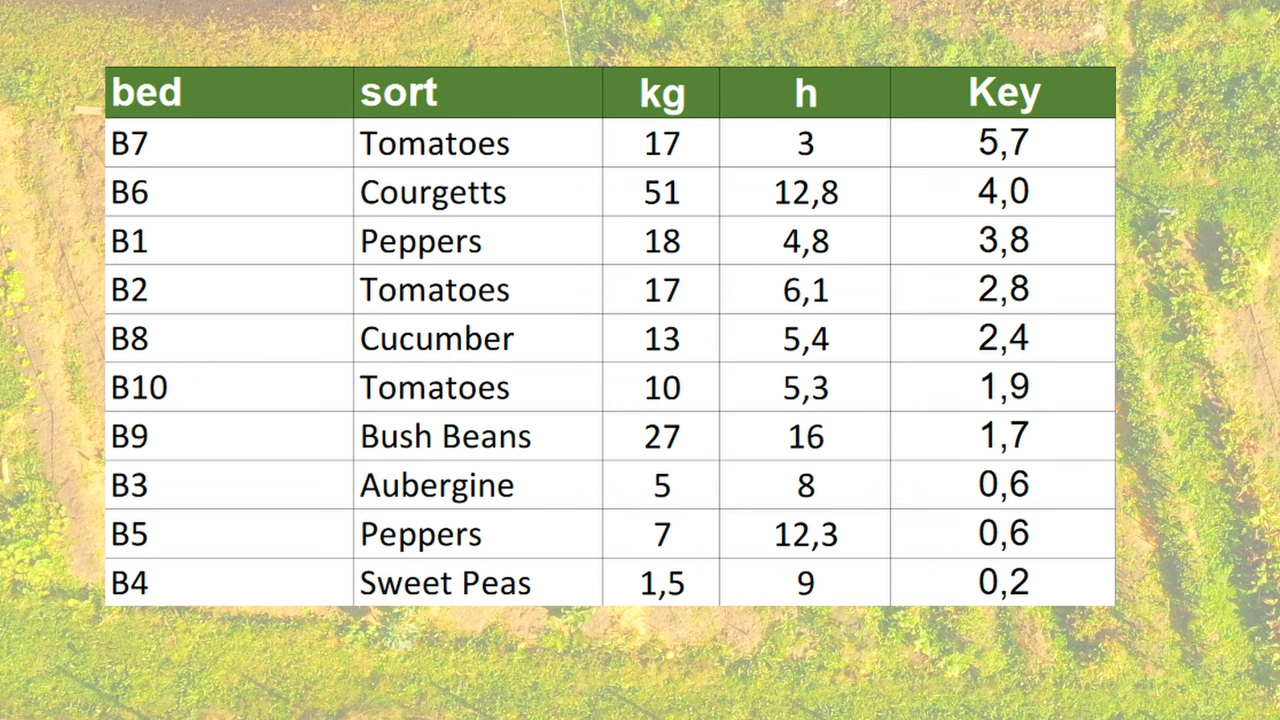 bed sort kg h Key
B7 Tomatoes 17 3 5,7
B6 Courgetts 51 12,8 4,0
B1 Peppers 18 4,8 3,8
B2 Tomatoes 17 6,1 2,8
B8 Cucumber 13 5,4 2,4
B10 Tomatoes 10 5,3 1,9
B9 Bush Beans 27 16 1,7
B3 Aubergine 5 8 0,6
B5 Peppers 7 12,3 0,6
B4 Sweet Peas 1,5 9 0,2